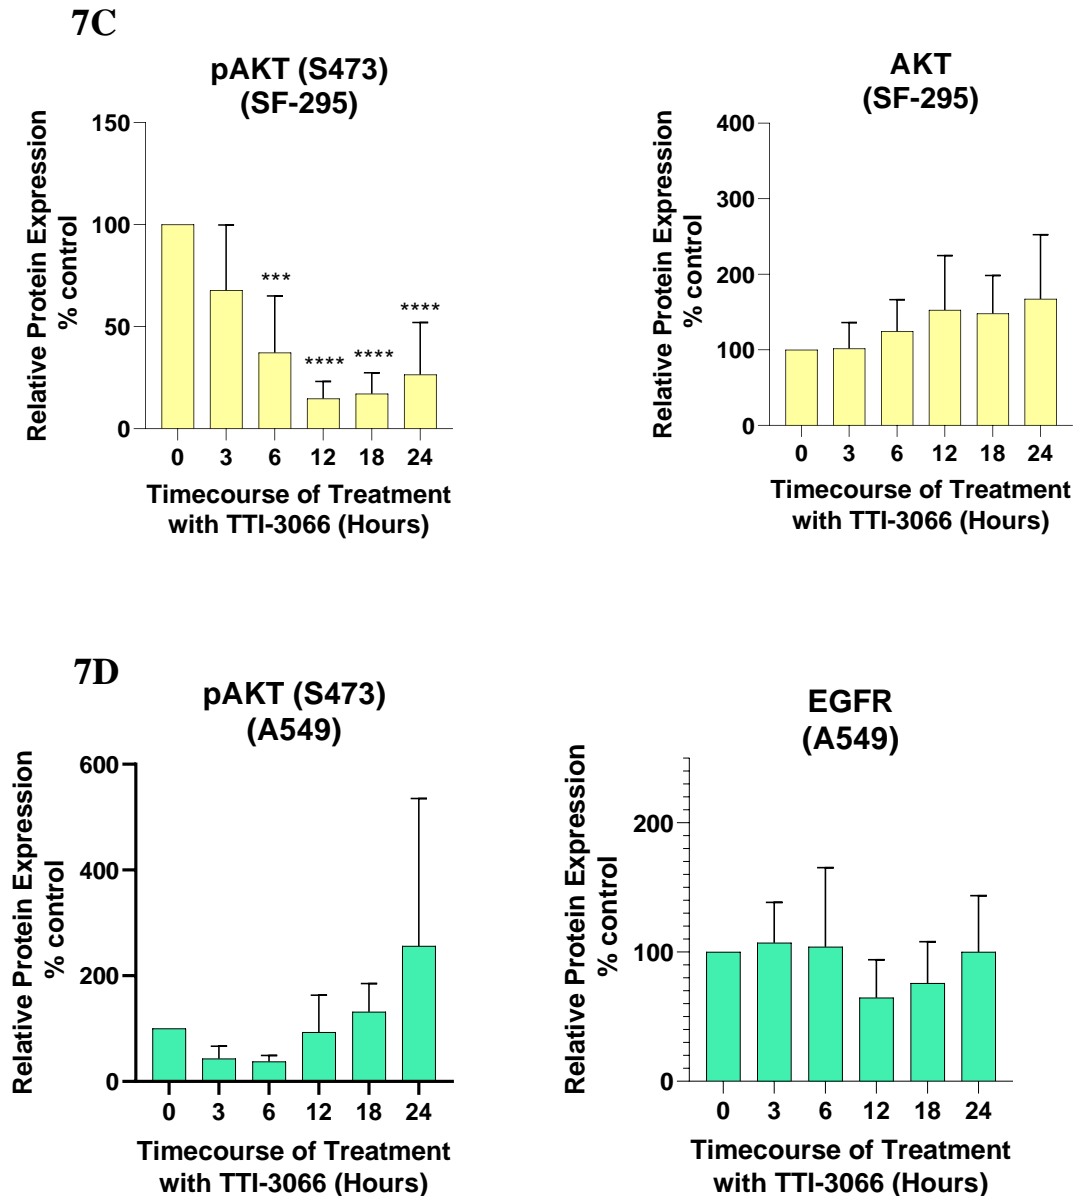 7C
pAKT (S473)
(SF-295)
Relative Protein Expression
% control
150
100
50
0
***
****
****
****
0 3 6 12 18 24
Timecourse of Treatment
with TTI-3066 (Hours)
AKT
(SF-295)
Relative Protein Expression
% control
400
300
200
100
0
0 3 6 12 18 24
Timecourse of Treatment
with TTI-3066 (Hours)
7D
pAKT (S473)
(A549)
Relative Protein Expression
% control
600
400
200
0
0 3 6 12 18 24
Timecourse of Treatment
with TTI-3066 (Hours)
EGFR
(A549)
Relative Protein Expression
% control
200
100
0
0 3 6 12 18 24
Timecourse of Treatment
with TTI-3066 (Hours)